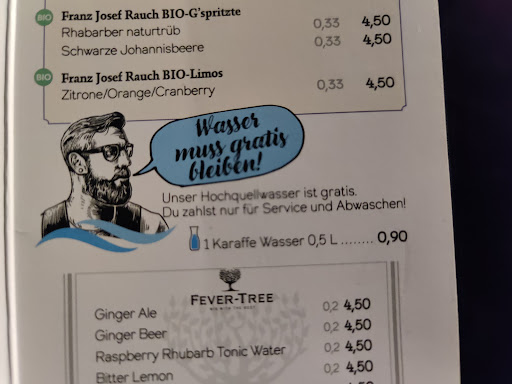 BIO Franz Josef Rauch BIO-G'spritzte
Rhabarber naturtrüb 0,33 4,50
Schwarze Johannisbeere 0,33 4,50
BIO Franz Josef Rauch BIO-Limos
Zitrone/Orange/Cranberry 0,33 4,50
Wasser
muss gratis
bleiben!
Unser Hochquellwasser ist gratis.
Du zahlst nur für Service und Abwaschen!
1 Karaffe Wasser 0,5 L ........ 0,90
FEVER-TREE
Ginger Ale 0,2 4,50
Ginger Beer 0,2 4,50
Raspberry Rhubarb Tonic Water 0,2 4,50
Bitter Lemon 0,2 4,50